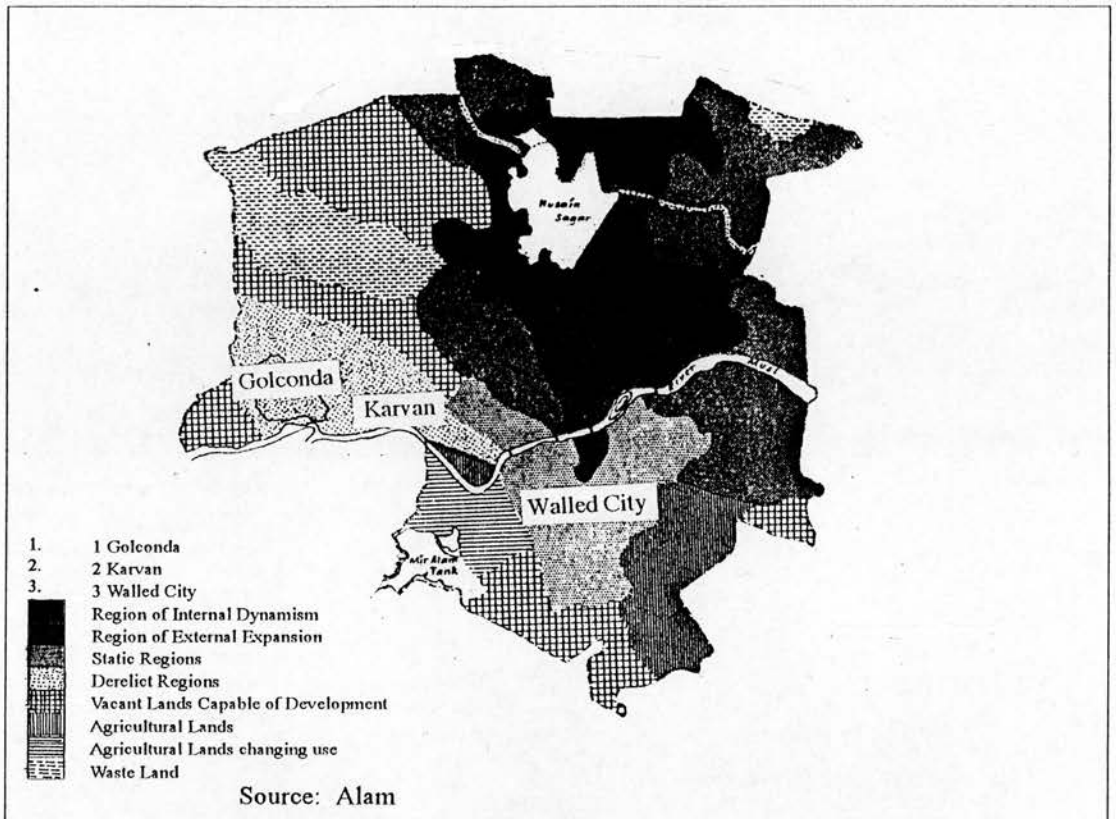 Husain
Sagar
River Musi
Golconda
Karvan
Walled City
Mir Alam
Tank
1. 1 Golconda
2. 2 Karvan
3. 3 Walled City
Region of Internal Dynamism
Region of External Expansion
Static Regions
Derelict Regions
Vacant Lands Capable of Development
Agricultural Lands
Agricultural Lands changing use
Waste Land
Source: Alam